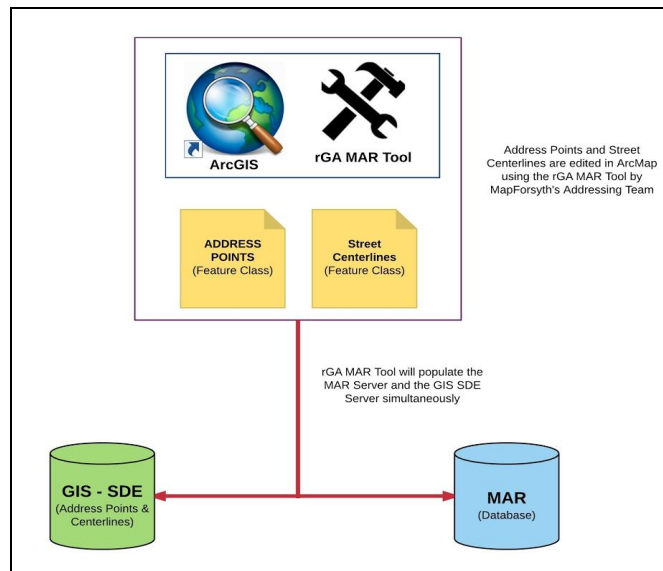 ArcGIS
rGA MAR Tool
Address Points and Street
Centerlines are edited in ArcMap
using the rGA MAR Tool by
MapForsyth's Addressing Team
ADDRESS
POINTS
(Feature Class)
Street
Centerlines
(Feature Class)
rGA MAR Tool will populate the
MAR Server and the GIS SDE
Server simultaneously
GIS - SDE
(Address Points &
Centerlines)
MAR
(Database)